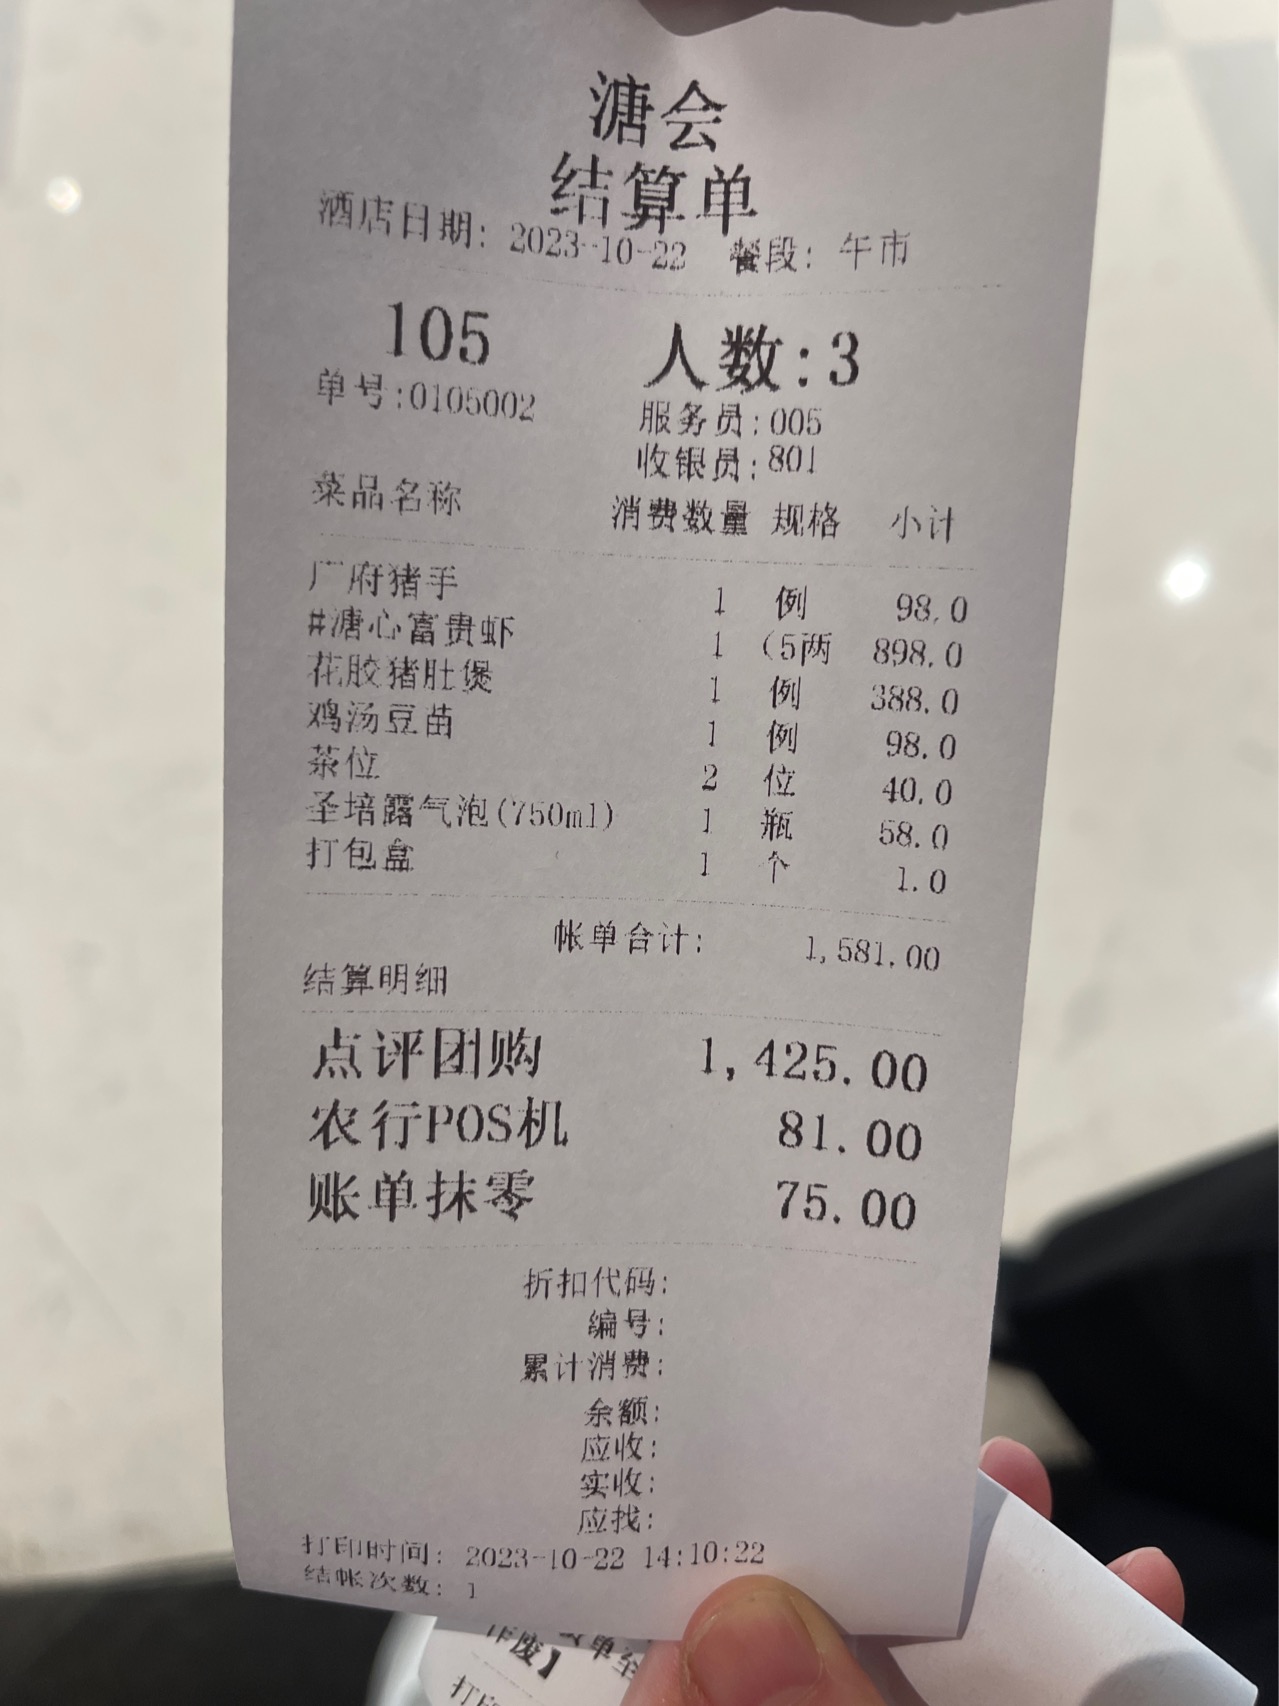 溏会
结算单
酒店日期: 2023-10-22 餐段: 午市
105 人数:3
单号:0105002 服务员:005
收银员:801
菜品名称 消费数量 规格 小计
广府猪手 1 例 98.0
#溏心富贵虾 1 (5两 898.0
花胶猪肚煲 1 例 388.0
鸡汤豆苗 1 例 98.0
茶位 2 位 40.0
圣培露气泡(750ml) 1 瓶 58.0
打包盒 1 个 1.0
帐单合计: 1,581.00
结算明细
点评团购 1,425.00
农行POS机 81.00
账单抹零 75.00
折扣代码:
编号:
累计消费:
余额:
应收:
实收:
应找:
打印时间: 2023-10-22 14:10:22
结帐次数: 1
作废】